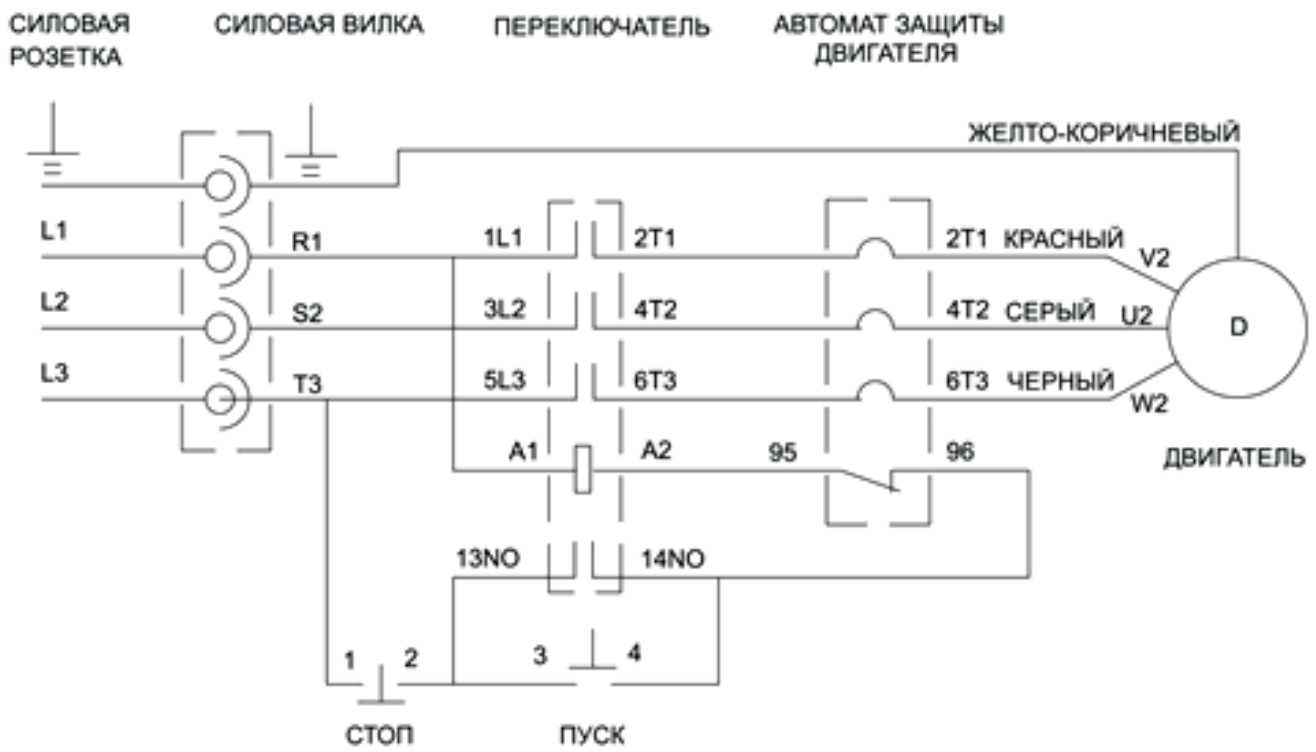 СИЛОВАЯ РОЗЕТКА
СИЛОВАЯ ВИЛКА
ПЕРЕКЛЮЧАТЕЛЬ
АВТОМАТ ЗАЩИТЫ
ДВИГАТЕЛЯ
ЖЕЛТО-КОРИЧНЕВЫЙ
L1
R1
1L1
2T1
2T1 КРАСНЫЙ
V2
L2
S2
3L2
4T2
4T2 СЕРЫЙ
U2
D
L3
T3
5L3
6T3
6T3 ЧЕРНЫЙ
W2
A1
A2
95
96
ДВИГАТЕЛЬ
13NO
14NO
1
2
3
4
СТОП
ПУСК